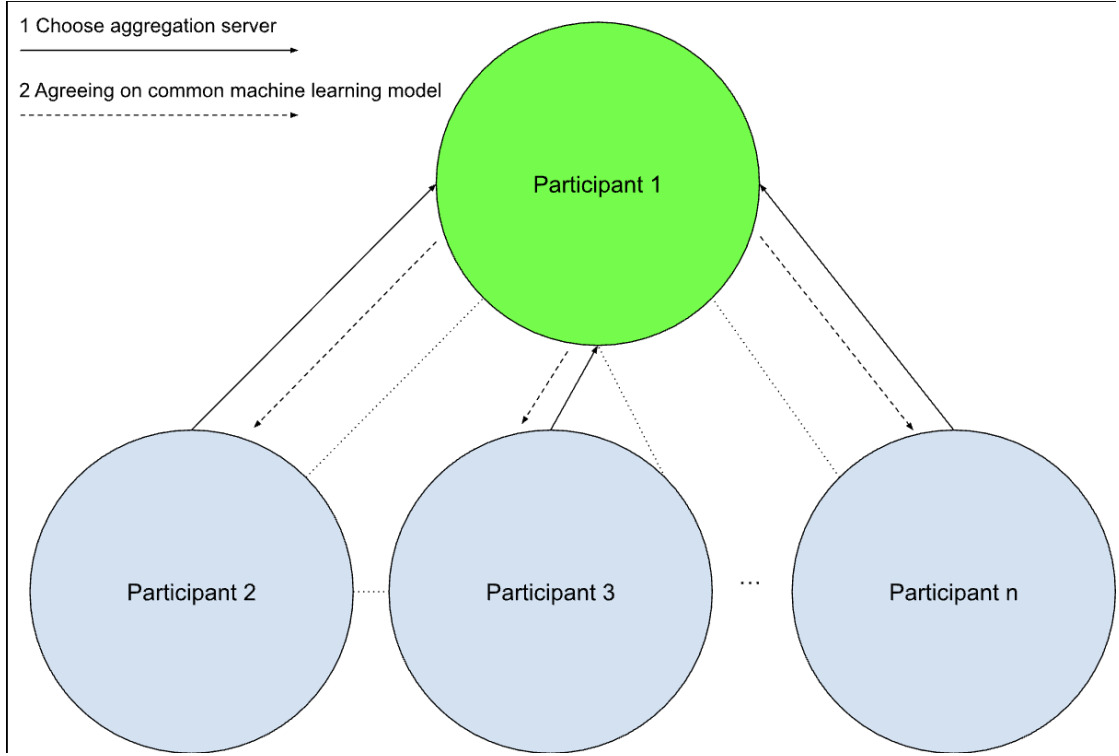 1 Choose aggregation server
2 Agreeing on common machine learning model
Participant 1
Participant 2
Participant 3
...
Participant n